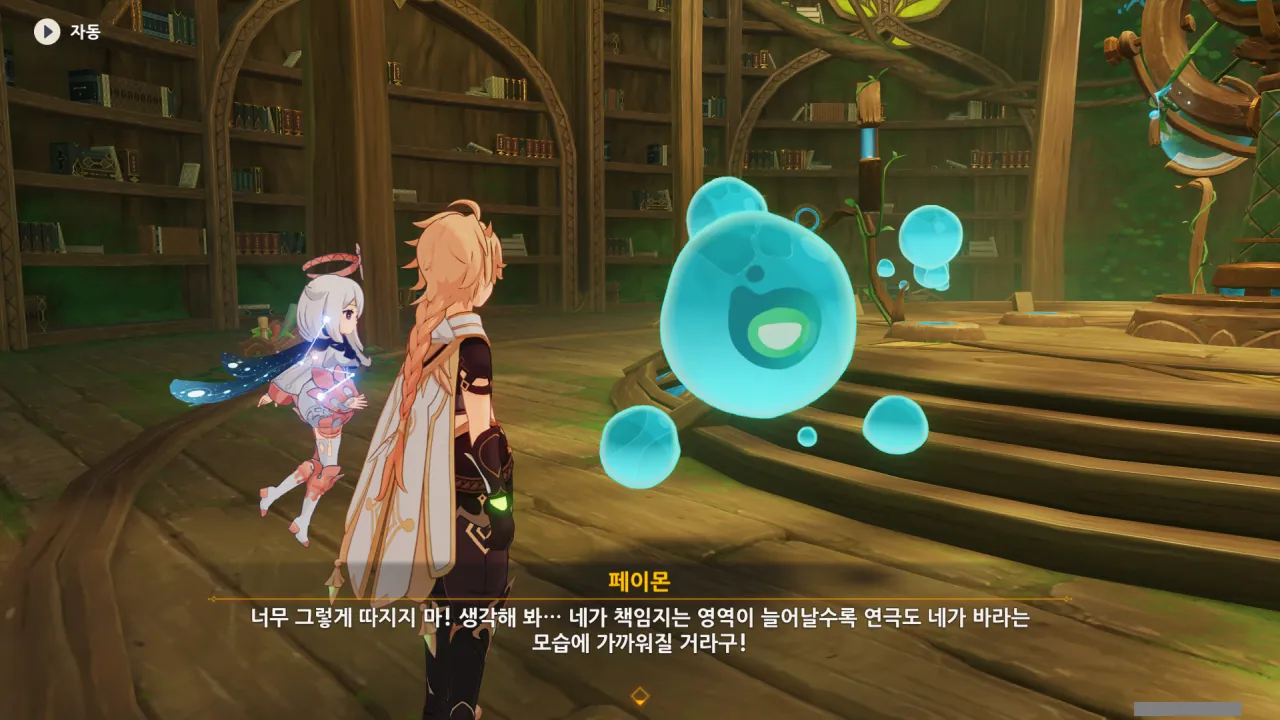 자동
페이몬
너무 그렇게 따지지 마! 생각해 봐… 네가 책임지는 영역이 늘어날수록 연극도 네가 바라는
모습에 가까워질 거라구!